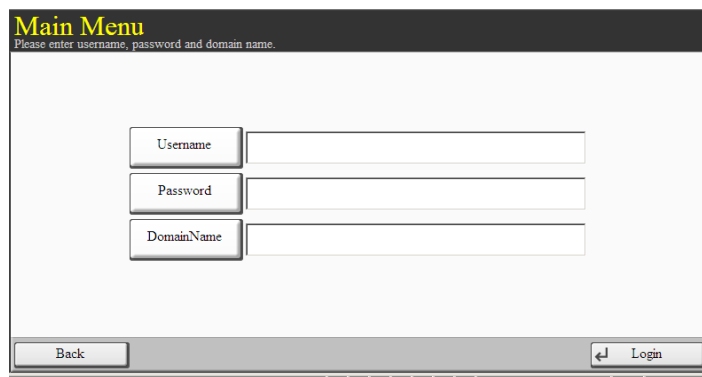 Main Menu
Please enter username, password and domain name.
Username
Password
DomainName
Back
Login